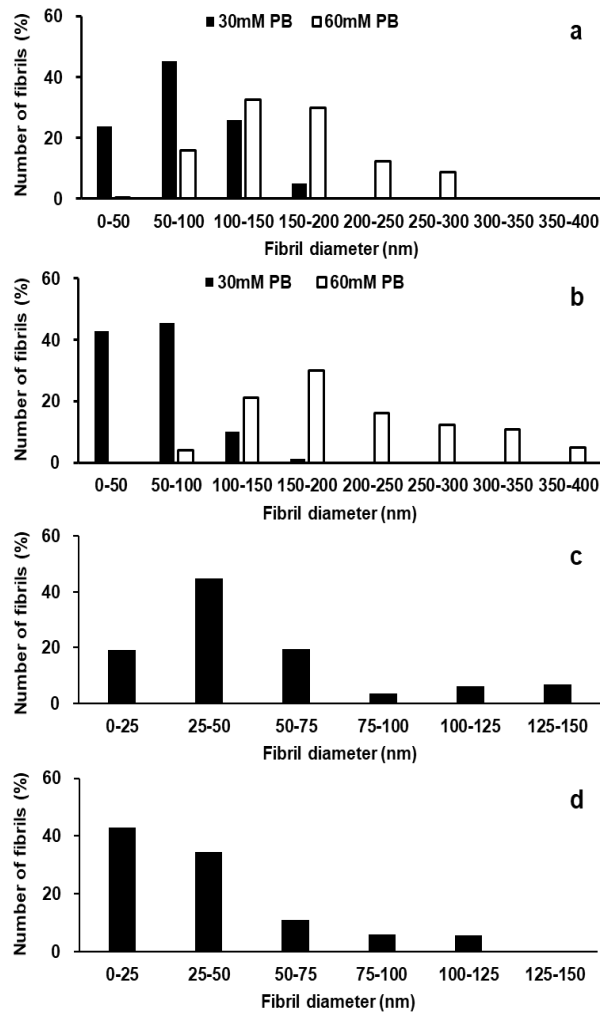 60
40
20
0
Number of fibrils (%)
30mM PB 60mM PB
a
0-50 50-100 100-150 150-200 200-250 250-300 300-350 350-400
Fibril diameter (nm)
60
40
20
0
Number of fibrils (%)
30mM PB 60mM PB
b
0-50 50-100 100-150 150-200 200-250 250-300 300-350 350-400
Fibril diameter (nm)
60
40
20
0
Number of fibrils (%)
c
0-25 25-50 50-75 75-100 100-125 125-150
Fibril diameter (nm)
60
40
20
0
Number of fibrils (%)
d
0-25 25-50 50-75 75-100 100-125 125-150
Fibril diameter (nm)